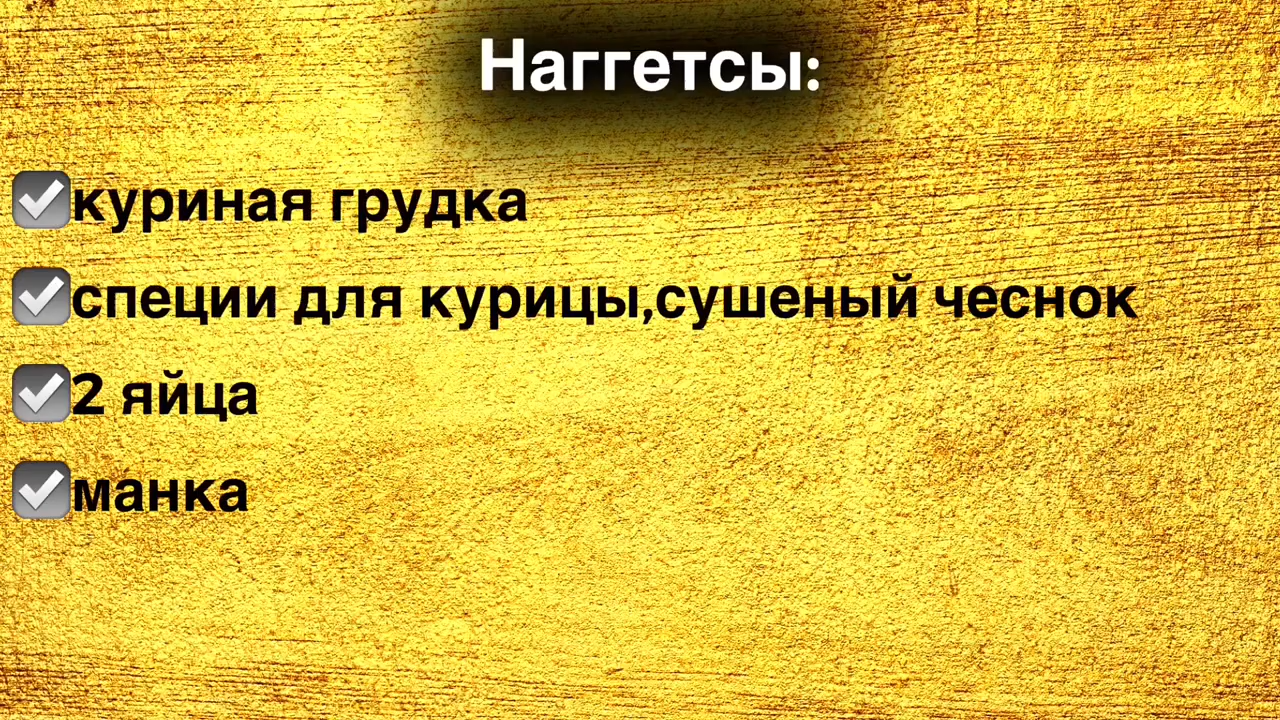 Наггетсы:
☑куриная грудка
☑специи для курицы,сушеный чеснок
☑2 яйца
☑манка